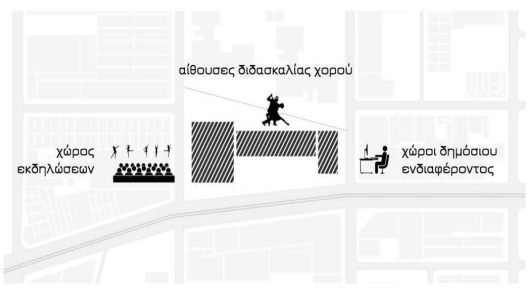 αίθουσες διδασκαλίας χορού
χώρος
εκδηλώσεων
χώροι δημόσιου
ενδιαφέροντος